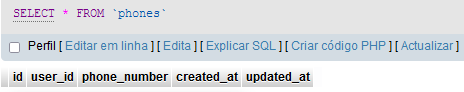 SELECT * FROM `phones`
Perfil [ Editar em linha ] [ Edita ] [ Explicar SQL ] [ Criar código PHP ] [ Actualizar ]
id user_id phone_number created_at updated_at